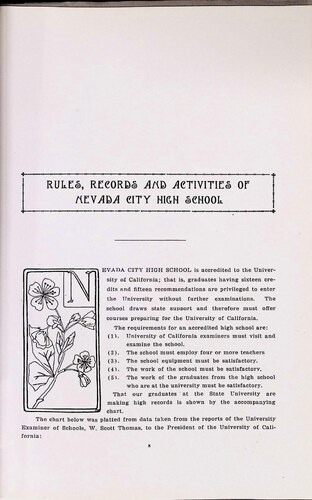 RULES, RECORDS AND ACTIVITIES OF
NEVADA CITY HIGH SCHOOL
NEVADA CITY HIGH SCHOOL is accredited to the Univer-
sity of California; that is, graduates having sixteen cre-
dits and fifteen recommendations are privileged to enter
the University without further examinations. The
school draws state support and therefore must offer
courses preparing for the University of California.
The requirements for an accredited high school are:
(1). University of California examiners must visit and
examine the school.
(2). The school must employ four or more teachers
(3). The school equipment must be satisfactory.
(4). The work of the school must be satisfactory,
(5). The work of the graduates from the high school
who are at the university must be satisfactory.
That our graduates at the State University are
making high records is shown by the accompanying
chart.
The chart below was platted from data taken from the reports of the University
Examiner of Schools, W. Scott Thomas, to the President of the University of Cali-
fornia: